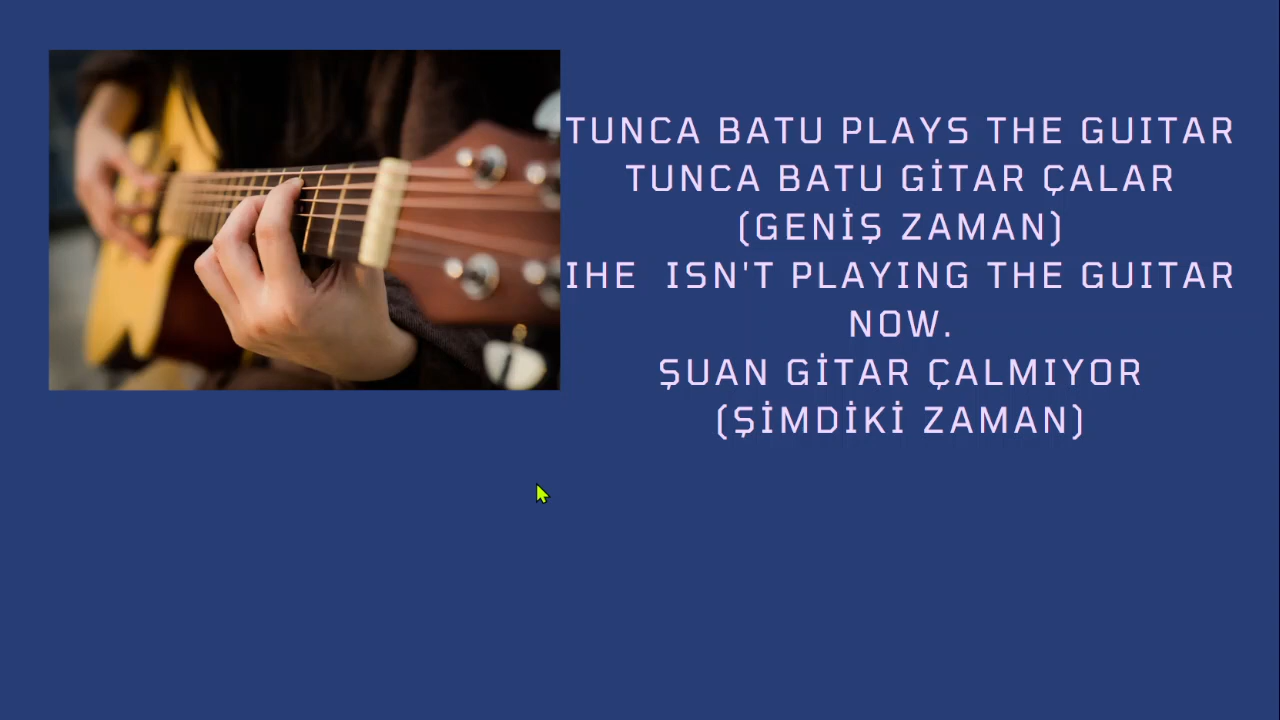 TUNCA BATU PLAYS THE GUITAR
TUNCA BATU GİTAR ÇALAR
(GENİŞ ZAMAN)
IHE  ISN'T PLAYING THE GUITAR
NOW.
ŞUAN GİTAR ÇALMIYOR
(ŞİMDİKİ ZAMAN)